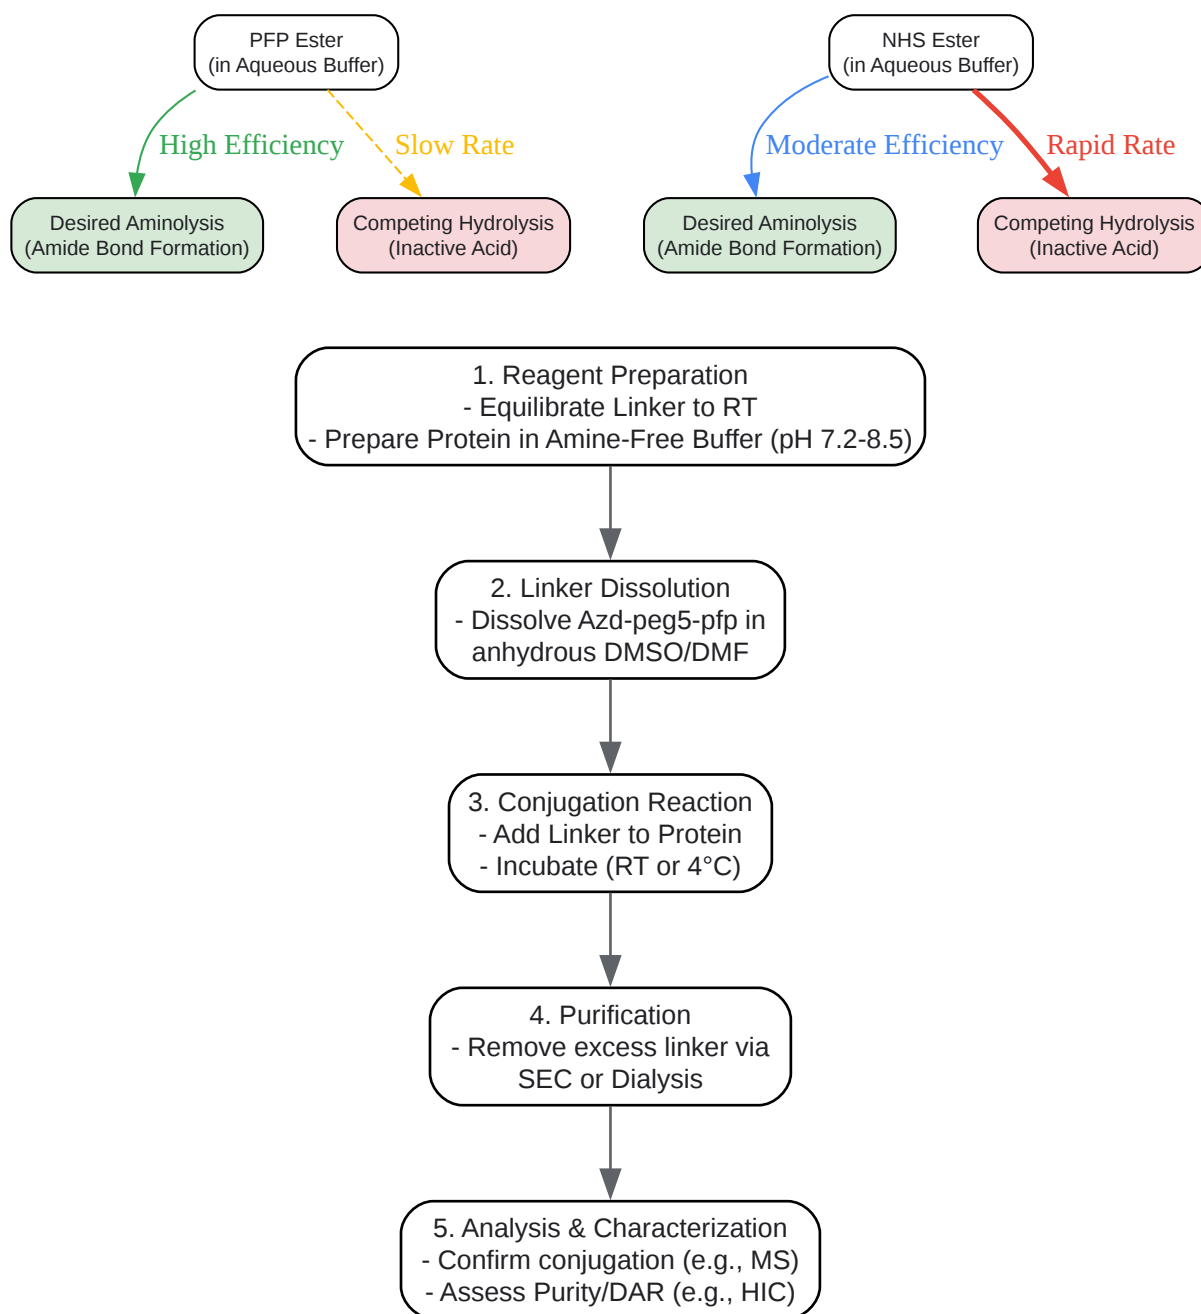 PFP Ester
(in Aqueous Buffer)
NHS Ester
(in Aqueous Buffer)
High Efficiency
Slow Rate
Moderate Efficiency
Rapid Rate
Desired Aminolysis
(Amide Bond Formation)
Competing Hydrolysis
(Inactive Acid)
Desired Aminolysis
(Amide Bond Formation)
Competing Hydrolysis
(Inactive Acid)
1. Reagent Preparation
- Equilibrate Linker to RT
- Prepare Protein in Amine-Free Buffer (pH 7.2-8.5)
2. Linker Dissolution
- Dissolve Azd-peg5-pfp in
anhydrous DMSO/DMF
3. Conjugation Reaction
- Add Linker to Protein
- Incubate (RT or 4°C)
4. Purification
- Remove excess linker via
SEC or Dialysis
5. Analysis & Characterization
- Confirm conjugation (e.g., MS)
- Assess Purity/DAR (e.g., HIC)